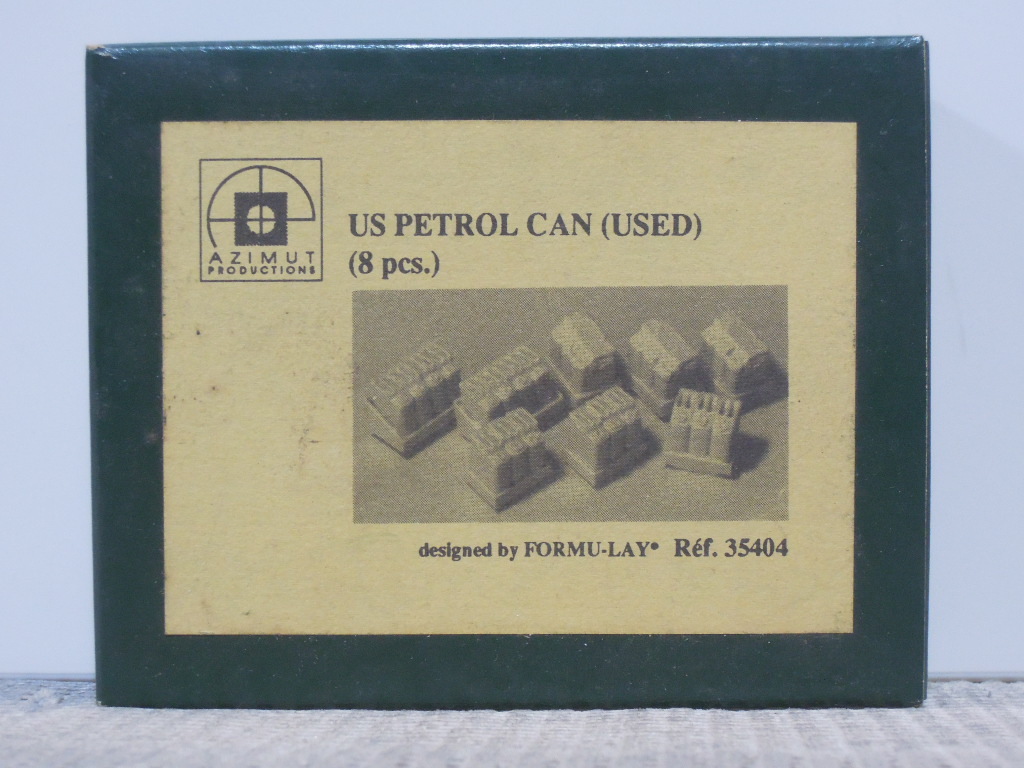 AZIMUT
PRODUCTIONS
US PETROL CAN (USED)
(8 pcs.)
designed by FORMU-LAY® Réf. 35404